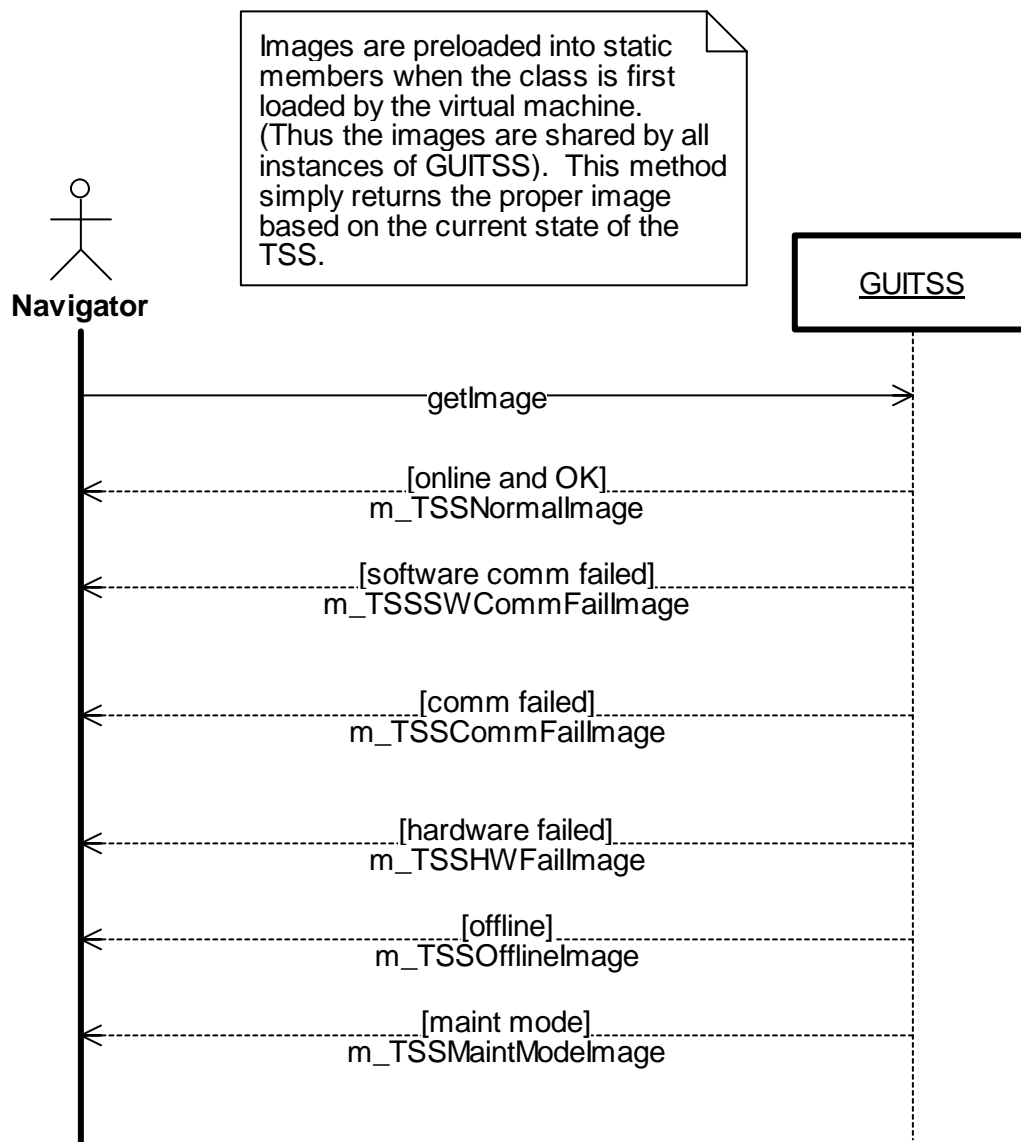 Images are preloaded into static
members when the class is first
loaded by the virtual machine.
(Thus the images are shared by all
instances of GUITSS).  This method
simply returns the proper image
based on the current state of the
TSS.
Navigator
GUITSS
getImage
[online and OK]
m_TSSNormalImage
[software comm failed]
m_TSSSWCommFailImage
[comm failed]
m_TSSCommFailImage
[hardware failed]
m_TSSHWFailImage
[offline]
m_TSSOfflineImage
[maint mode]
m_TSSMaintModeImage